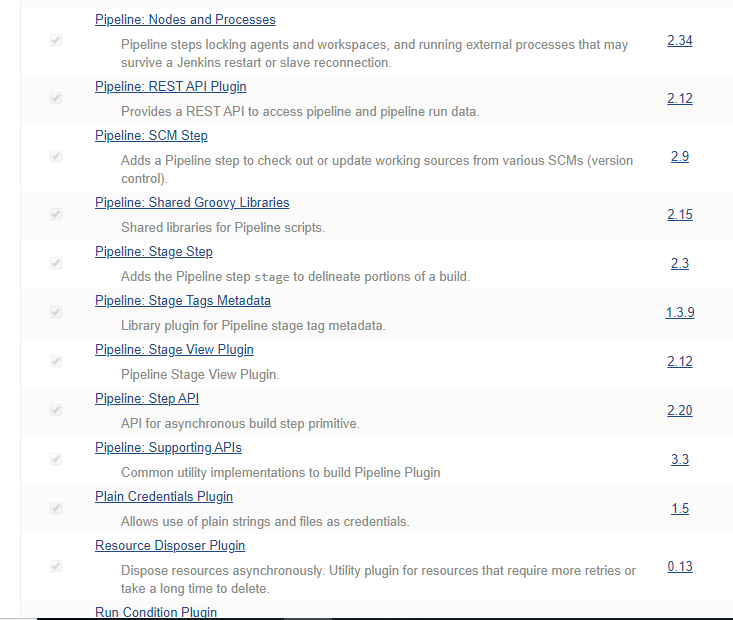 Pipeline: Nodes and Processes
Pipeline steps locking agents and workspaces, and running external processes that may
survive a Jenkins restart or slave reconnection.
2.34
Pipeline: REST API Plugin
Provides a REST API to access pipeline and pipeline run data.
2.12
Pipeline: SCM Step
Adds a Pipeline step to check out or update working sources from various SCMs (version
control).
2.9
Pipeline: Shared Groovy Libraries
Shared libraries for Pipeline scripts.
2.15
Pipeline: Stage Step
Adds the Pipeline step stage to delineate portions of a build.
2.3
Pipeline: Stage Tags Metadata
Library plugin for Pipeline stage tag metadata.
1.3.9
Pipeline: Stage View Plugin
Pipeline Stage View Plugin.
2.12
Pipeline: Step API
API for asynchronous build step primitive.
2.20
Pipeline: Supporting APIs
Common utility implementations to build Pipeline Plugin
3.3
Plain Credentials Plugin
Allows use of plain strings and files as credentials.
1.5
Resource Disposer Plugin
Dispose resources asynchronously. Utility plugin for resources that require more retries or
take a long time to delete.
0.13
Run Condition Plugin